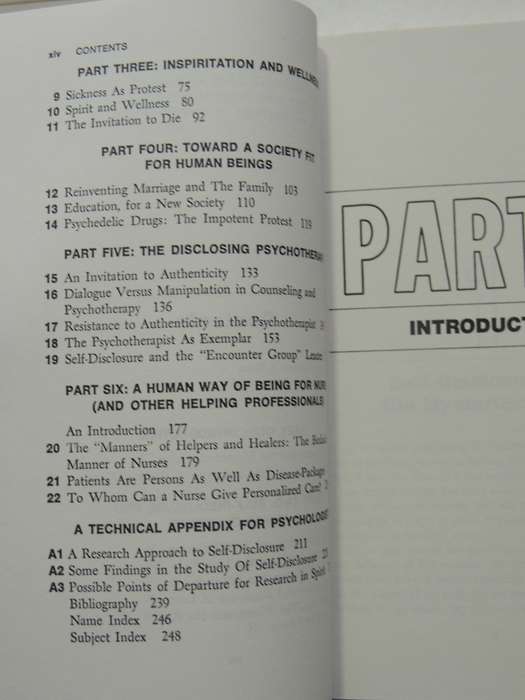 xiv CONTENTS
PART THREE: INSPIRITATION AND WELLNESS
9 Sickness As Protest 75
10 Spirit and Wellness 80
11 The Invitation to Die 92
PART FOUR: TOWARD A SOCIETY FIT
FOR HUMAN BEINGS
12 Reinventing Marriage and The Family 103
13 Education, for a New Society 110
14 Psychedelic Drugs: The Impotent Protest 119
PART FIVE: THE DISCLOSING
15 An Invitation to Authenticity 133
16 Dialogue Versus Manipulation in Counseling and
Psychotherapy 136
17 Resistance to Authenticity in the Psychotherapist
18 The Psychotherapist As Exemplar 153
19 Self-Disclosure and the "Encounter Group" Leader
PART SIX: A HUMAN WAY OF BEING FOR
(AND OTHER HELPING PROFESSIONALS
An Introduction 177
20 The "Manners" of Helpers and Healers: The
Manner of Nurses 179
21 Patients Are Persons As Well As
22 To Whom Can a Nurse Give Personalized Care?
A TECHNICAL APPENDIX FOR
A1 A Research Approach to Self-Disclosure 211
A2 Some Findings in the Study Of Self-Disclosure
A3 Possible Points of Departure for Research in
Bibliography 239
Name Index 246
Subject Index 248
PART
INTRODUCT